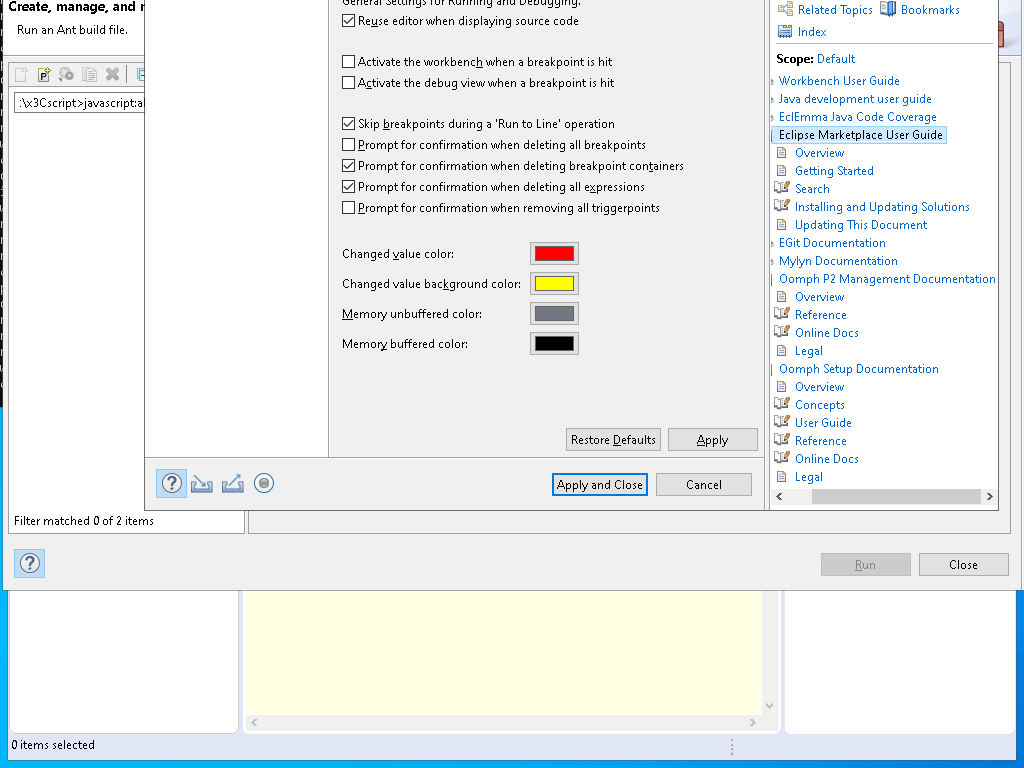 Create, manage, and r
Run an Ant build file.
:\x3Cscript>javascript:a
Filter matched 0 of 2 items
General Settings for Running and Debugging.
Reuse editor when displaying source code
Activate the workbench when a breakpoint is hit
Activate the debug view when a breakpoint is hit
Skip breakpoints during a 'Run to Line' operation
Prompt for confirmation when deleting all breakpoints
Prompt for confirmation when deleting breakpoint containers
Prompt for confirmation when deleting all expressions
Prompt for confirmation when removing all triggerpoints
Changed value color:
Changed value background color:
Memory unbuffered color:
Memory buffered color:
Restore Defaults
Apply
Apply and Close
Cancel
Related Topics
Bookmarks
Index
Scope: Default
Workbench User Guide
Java development user guide
EclEmma Java Code Coverage
Eclipse Marketplace User Guide
Overview
Getting Started
Search
Installing and Updating Solutions
Updating This Document
EGit Documentation
Mylyn Documentation
Oomph P2 Management Documentation
Overview
Reference
Online Docs
Legal
Oomph Setup Documentation
Overview
Concepts
User Guide
Reference
Online Docs
Legal
Run
Close
0 items selected